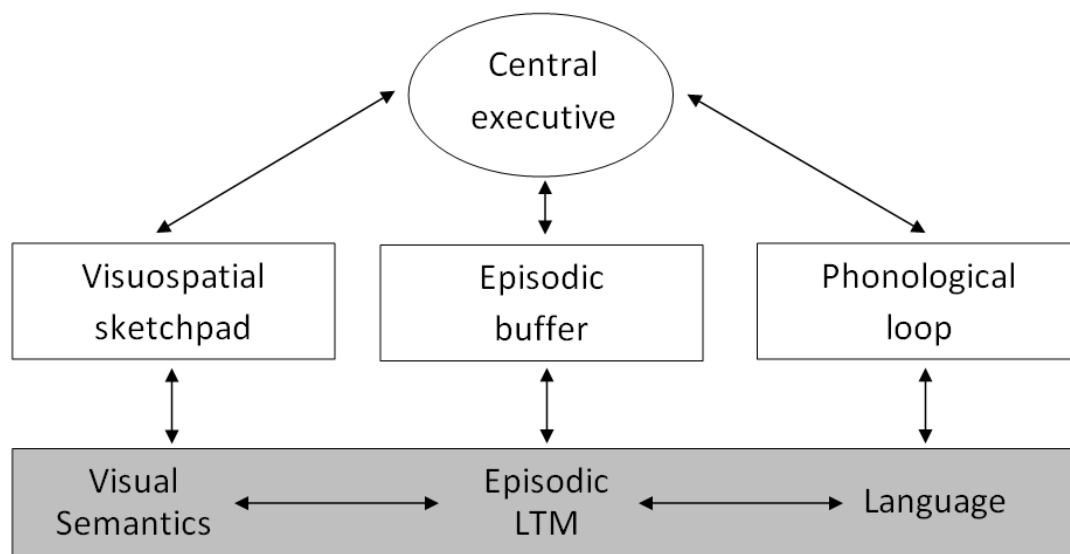 Central
executive
Visuospatial
sketchpad
Episodic
buffer
Phonological
loop
Visual
Semantics
Episodic
LTM
Language